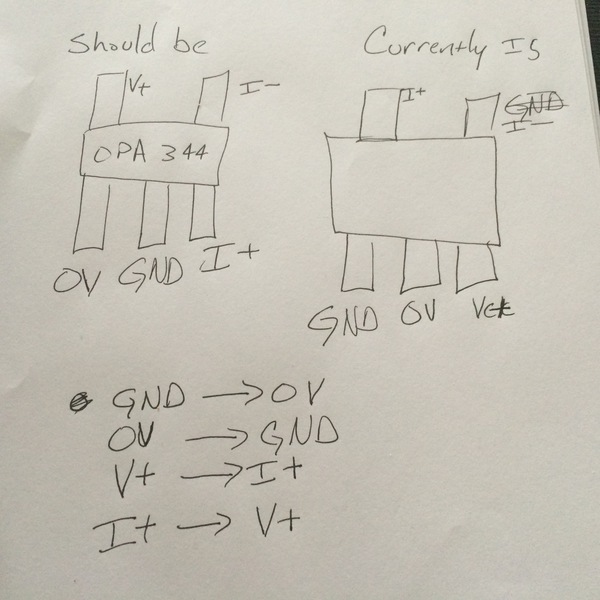 Should be
V+
I-
OPA 344
OV GND I+
Currently Is
I+
GND
I-
GND OV
GND → OV
OV → GND
V+ → I+
I+ → V+